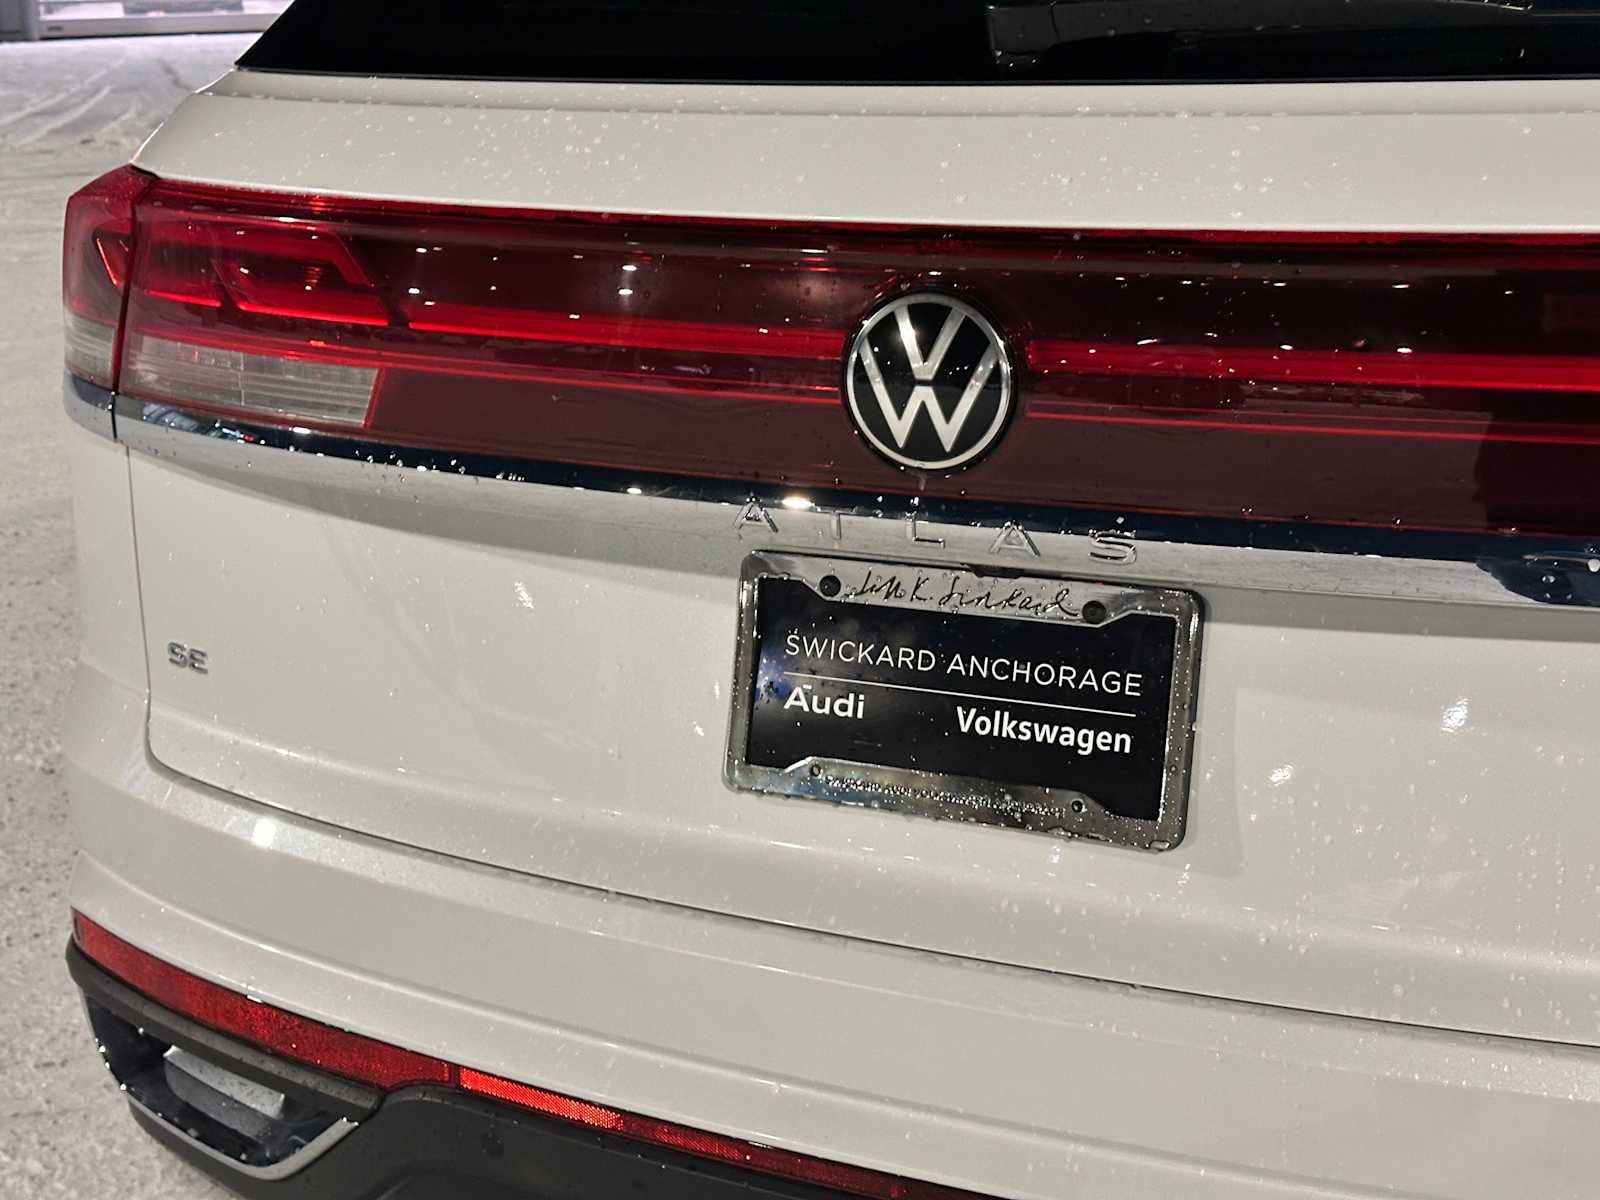 ATLAS
SE
SWICKARD ANCHORAGE
Audi
Volkswagen